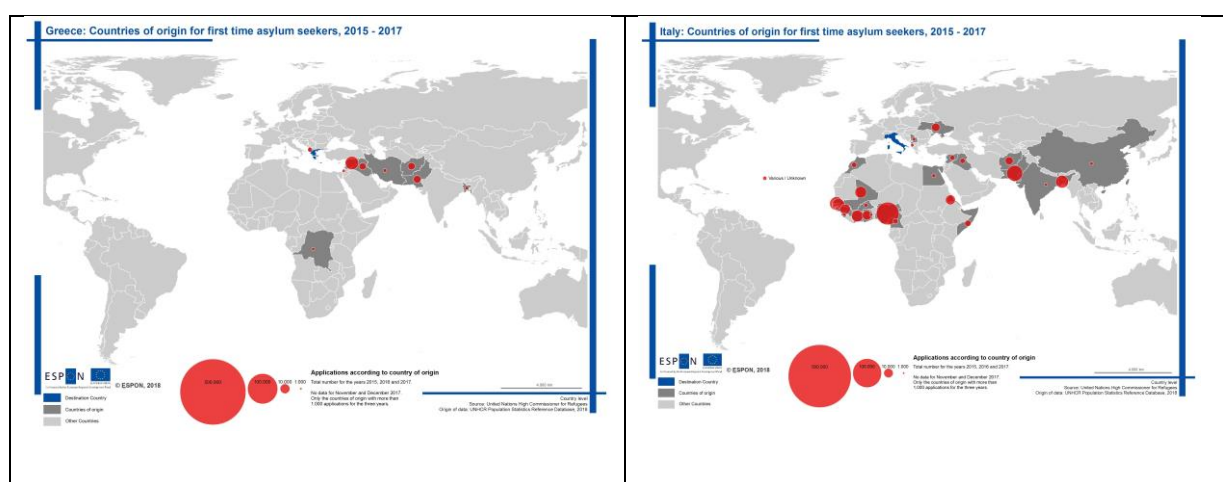 Greece: Countries of origin for first time asylum seekers, 2015 - 2017
ESPON
© ESPON, 2018
Destination Country
Countries of origin
Other Countries
100.000
10.000
1.000
Applications according to country of origin
Total number for the years 2015, 2016 and 2017.
No data for November and December 2017.
Only the countries of origin with more than
1.000 applications for the three years.
Country level
Source: United Nations High Commissioner for Refugees
Origin of data: UNHCR Population Statistics Reference Database, 2018
Italy: Countries of origin for first time asylum seekers, 2015 - 2017
Various / Unknown
ESPON
© ESPON, 2018
Destination Country
Countries of origin
Other Countries
100.000
10.000
1.000
Applications according to country of origin
Total number for the years 2015, 2016 and 2017.
No data for November and December 2017.
Only the countries of origin with more than
1.000 applications for the three years.
Country level
Source: United Nations High Commissioner for Refugees
Origin of data: UNHCR Population Statistics Reference Database, 2018